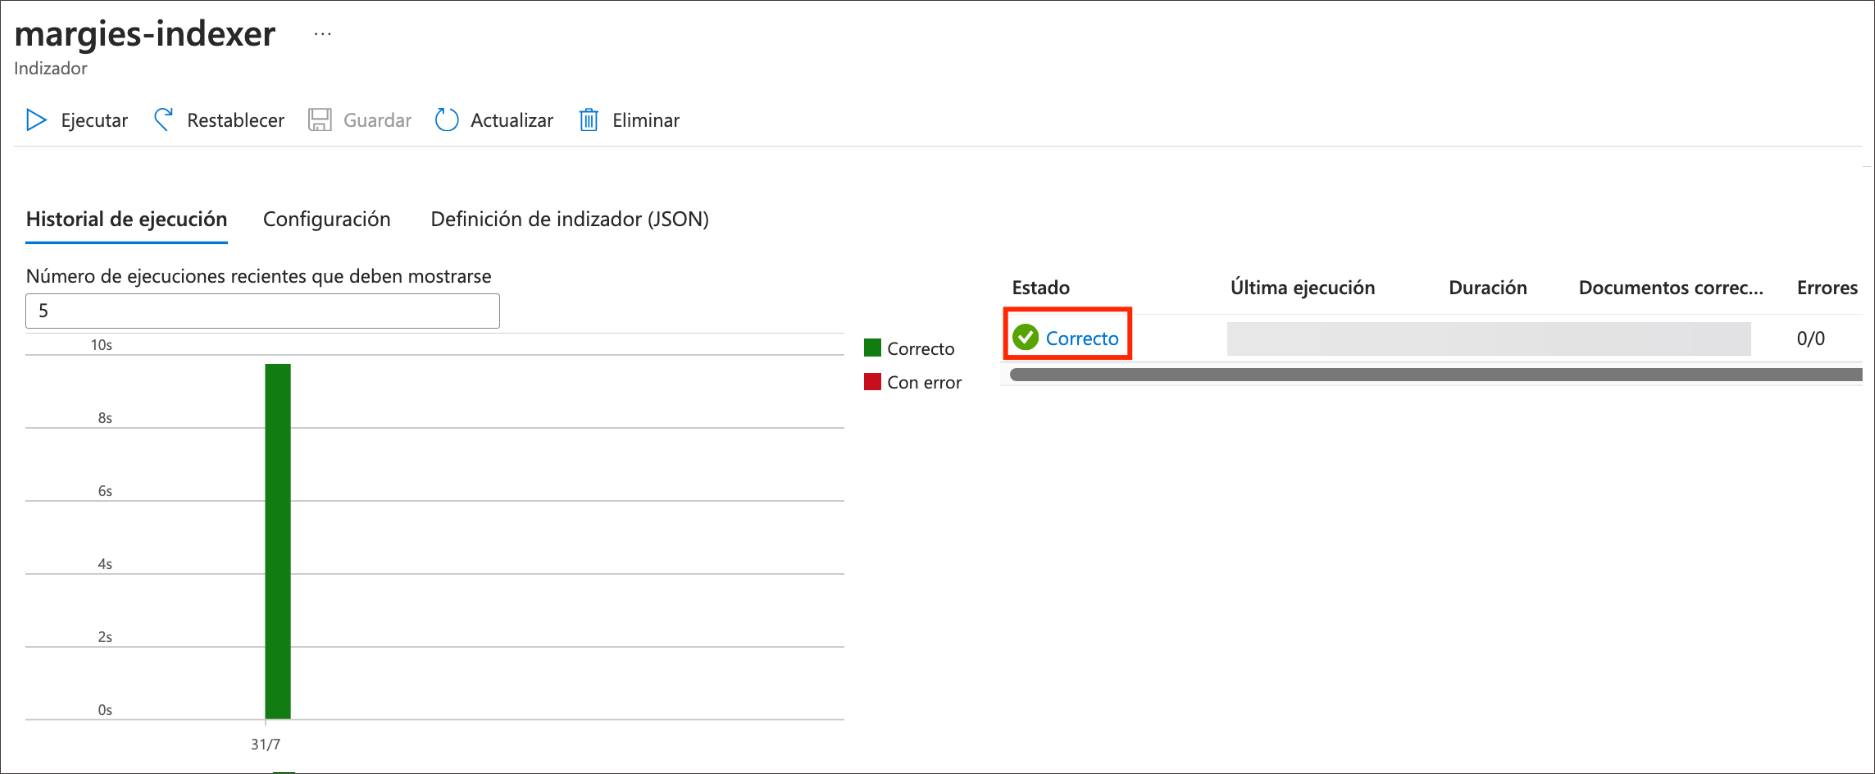 margies-indexer ...
Indizador
Ejecutar Restablecer Guardar Actualizar Eliminar
Historial de ejecución Configuración Definición de indizador (JSON)
Número de ejecuciones recientes que deben mostrarse
5
10s
8s
6s
4s
2s
0s
31/7
Correcto
Con error
Estado Última ejecución Duración Documentos correc... Errores
Correcto 0/0